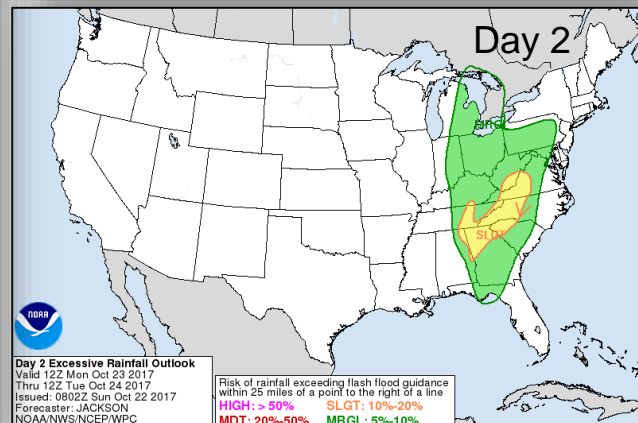 Day 2
MRGL
SLGT
NOAA
Day 2 Excessive Rainfall Outlook
Valid 12Z Mon Oct 23 2017
Thru 12Z Tue Oct 24 2017
Issued: 0802Z Sun Oct 22 2017
Forecaster: JACKSON
NOAA/NWS/NCEP/WPC
Risk of rainfall exceeding flash flood guidance
within 25 miles of a point to the right of a line
HIGH: > 50% SLGT: 10%-20%
MDT: 20%-50% MRGL: 5%-10%